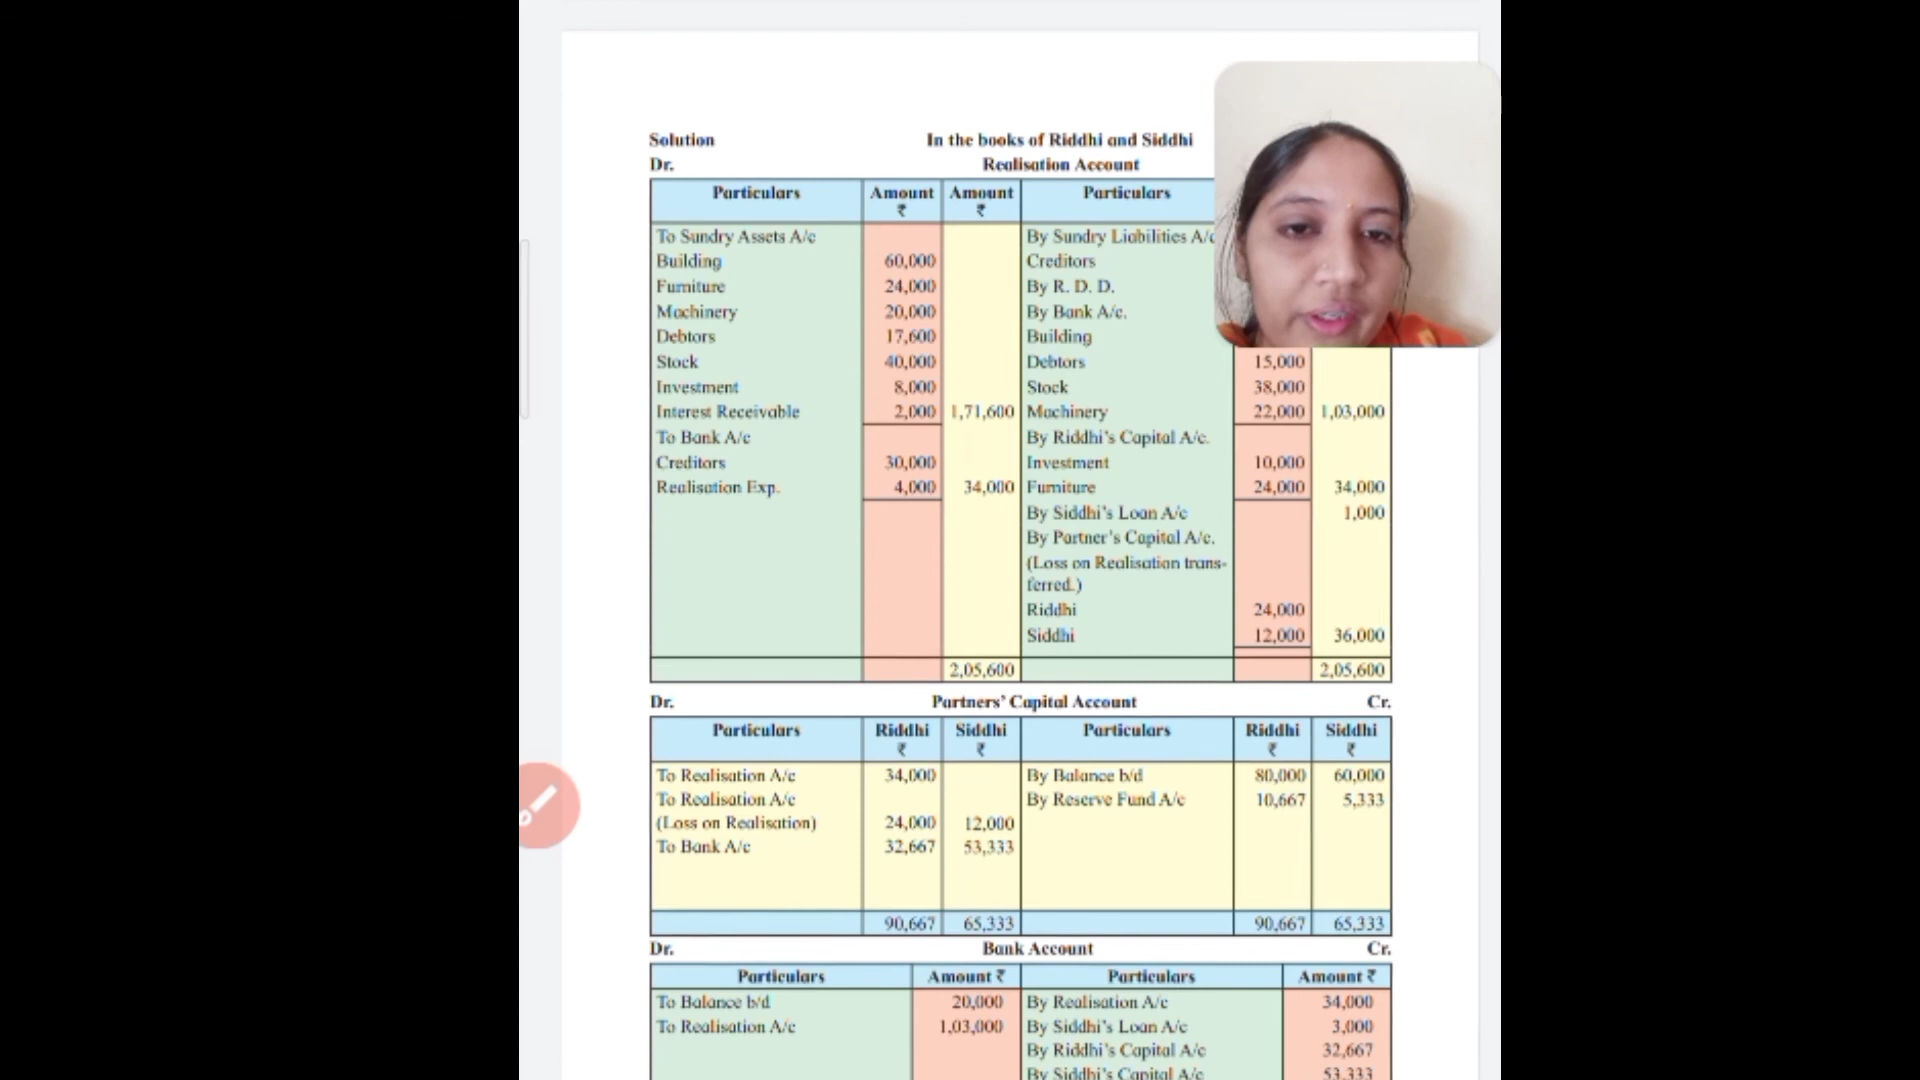 Solution In the books of Riddhi and Siddhi
Dr. Realisation Account
Particulars Amount ₹ Amount ₹ Particulars
To Sundry Assets A/c By Sundry Liabilities A/c
Building 60,000 Creditors
Furniture 24,000 By R. D. D.
Machinery 20,000 By Bank A/c.
Debtors 17,600 Building
Stock 40,000 Debtors 15,000
Investment 8,000 Stock 38,000
Interest Receivable 2,000 1,71,600 Machinery 22,000 1,03,000
To Bank A/c By Riddhi's Capital A/c.
Creditors 30,000 Investment 10,000
Realisation Exp. 4,000 34,000 Furniture 24,000 34,000
By Siddhi's Loan A/c 1,000
By Partner's Capital A/c.
(Loss on Realisation trans-
ferred.)
Riddhi 24,000
Siddhi 12,000 36,000
2,05,600 2,05,600
Dr. Partners' Capital Account Cr.
Particulars Riddhi ₹ Siddhi ₹ Particulars Riddhi ₹ Siddhi ₹
To Realisation A/c 34,000 By Balance b/d 80,000 60,000
To Realisation A/c By Reserve Fund A/c 10,667 5,333
(Loss on Realisation) 24,000 12,000
To Bank A/c 32,667 53,333
90,667 65,333 90,667 65,333
Dr. Bank Account Cr.
Particulars Amount ₹ Particulars Amount ₹
To Balance b/d 20,000 By Realisation A/c 34,000
To Realisation A/c 1,03,000 By Siddhi's Loan A/c 3,000
By Riddhi's Capital A/c 32,667
By Siddhi's Capital A/c 53,333